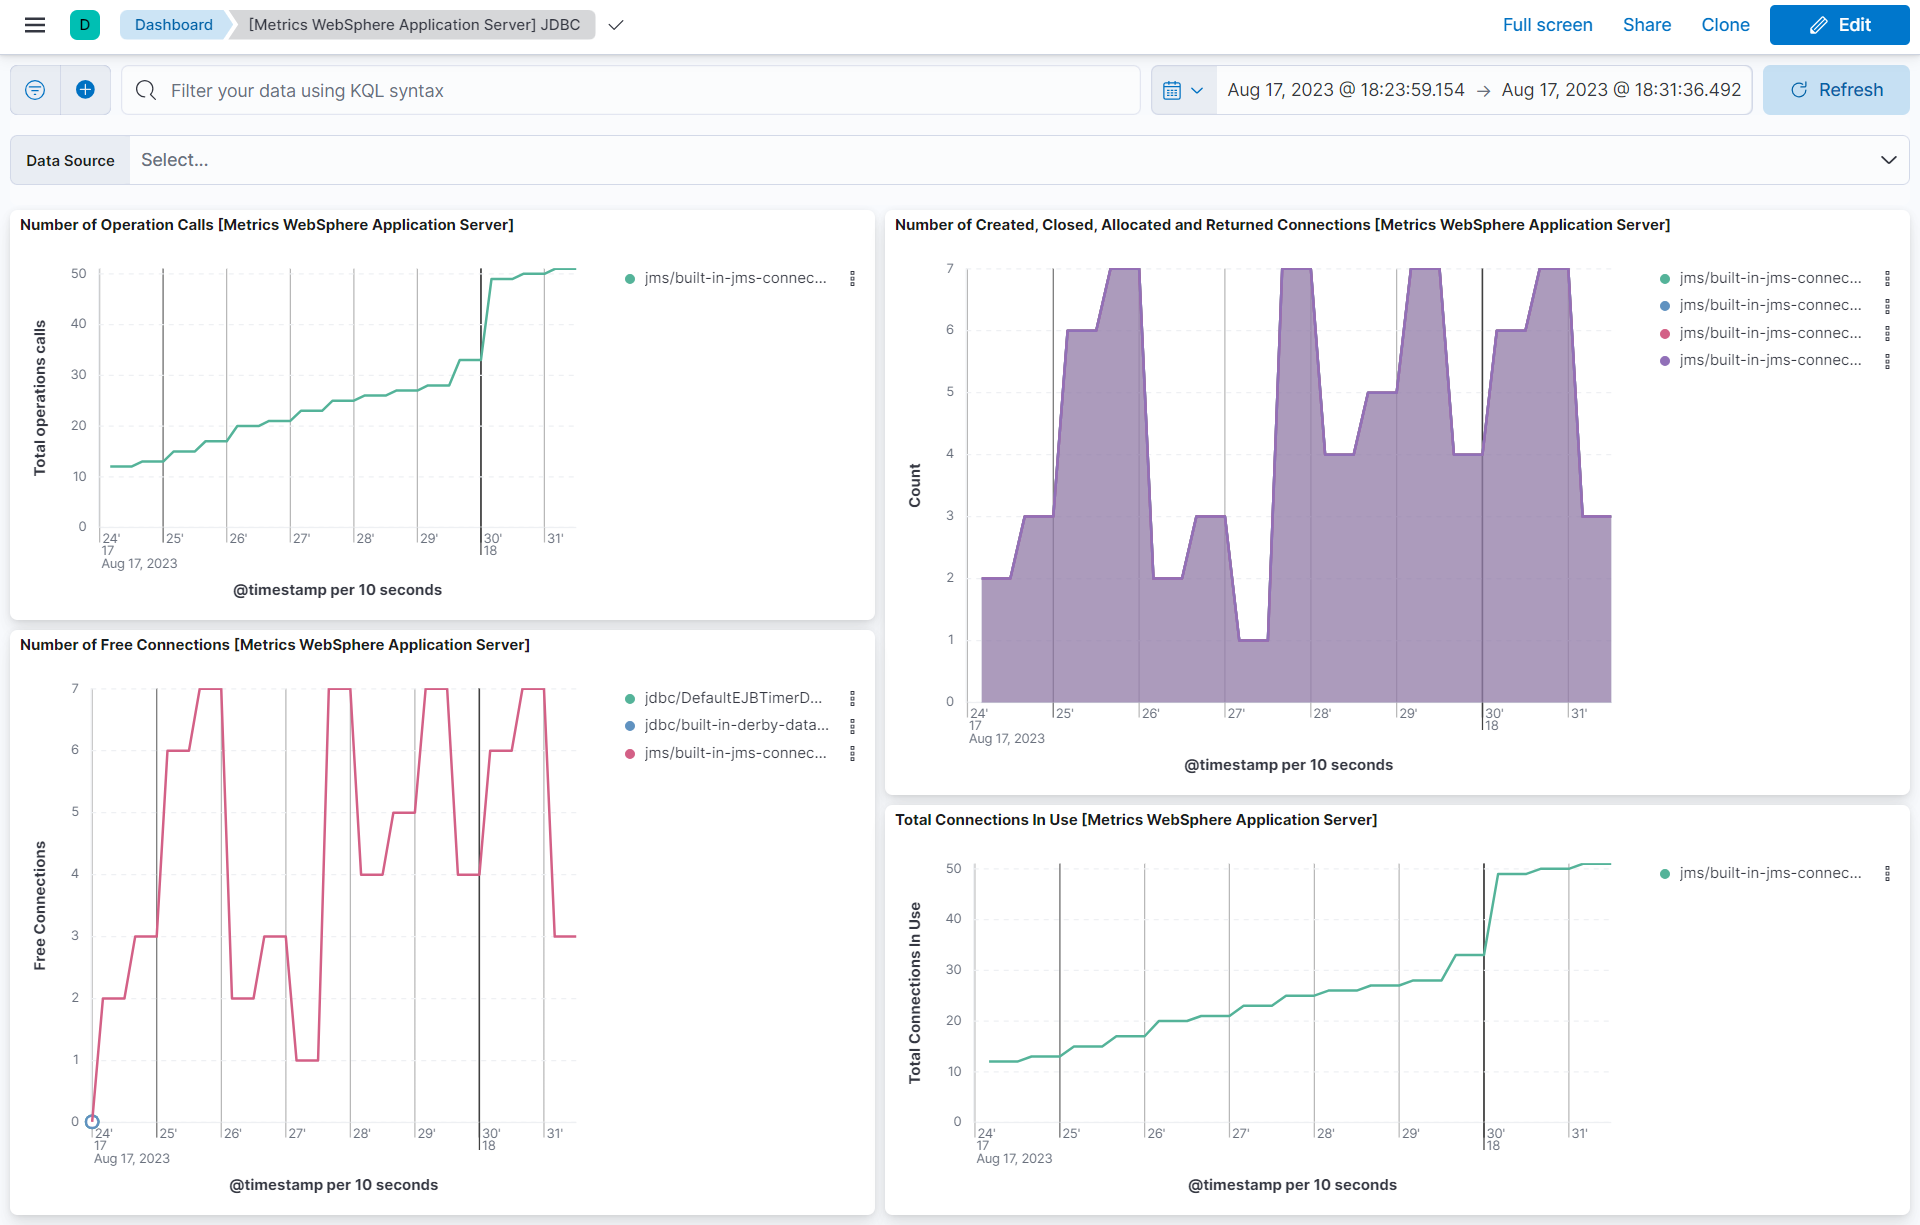 D
Dashboard
[Metrics WebSphere Application Server] JDBC
Full screen
Share
Clone
Edit
Filter your data using KQL syntax
Aug 17, 2023 @ 18:23:59.154 → Aug 17, 2023 @ 18:31:36.492
Refresh
Data Source
Select...
Number of Operation Calls [Metrics WebSphere Application Server]
Total operations calls
50
40
30
20
10
0
24' 25' 26' 27' 28' 29' 30' 31'
17 18
Aug 17, 2023
@timestamp per 10 seconds
jms/built-in-jms-connec...
Number of Created, Closed, Allocated and Returned Connections [Metrics WebSphere Application Server]
Count
7
6
5
4
3
2
1
0
24' 25' 26' 27' 28' 29' 30' 31'
17 18
Aug 17, 2023
@timestamp per 10 seconds
jms/built-in-jms-connec...
jms/built-in-jms-connec...
jms/built-in-jms-connec...
jms/built-in-jms-connec...
Number of Free Connections [Metrics WebSphere Application Server]
Free Connections
7
6
5
4
3
2
1
0
24' 25' 26' 27' 28' 29' 30' 31'
17 18
Aug 17, 2023
@timestamp per 10 seconds
jdbc/DefaultEJBTimerD...
jdbc/built-in-derby-data...
jms/built-in-jms-connec...
Total Connections In Use [Metrics WebSphere Application Server]
Total Connections In Use
50
40
30
20
10
0
24' 25' 26' 27' 28' 29' 30' 31'
17 18
Aug 17, 2023
@timestamp per 10 seconds
jms/built-in-jms-connec...